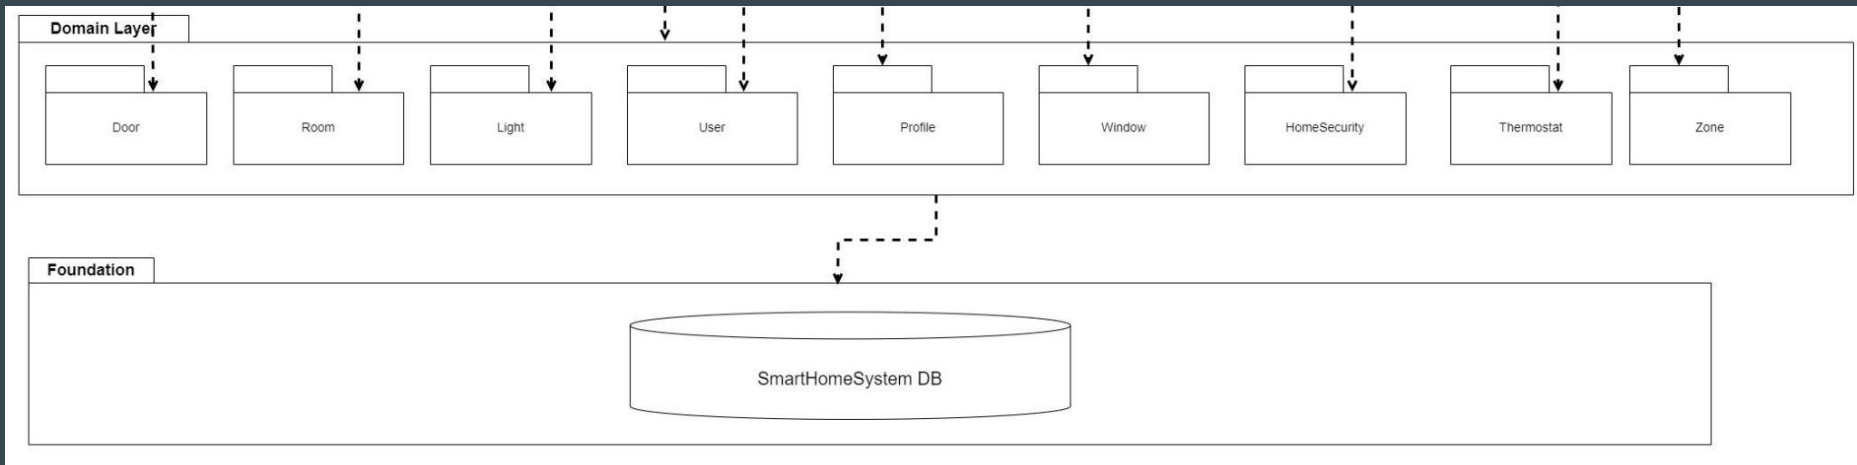 Domain Layer
Door
Room
Light
User
Profile
Window
HomeSecurity
Thermostat
Zone
Foundation
SmartHomeSystem DB